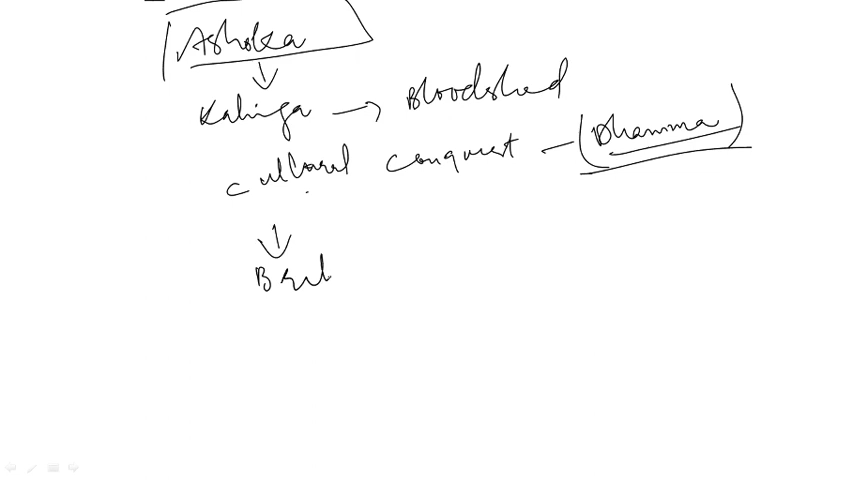 Ashoka
Kalinga → Bloodshed
Cultural conquest - (Dhamma)